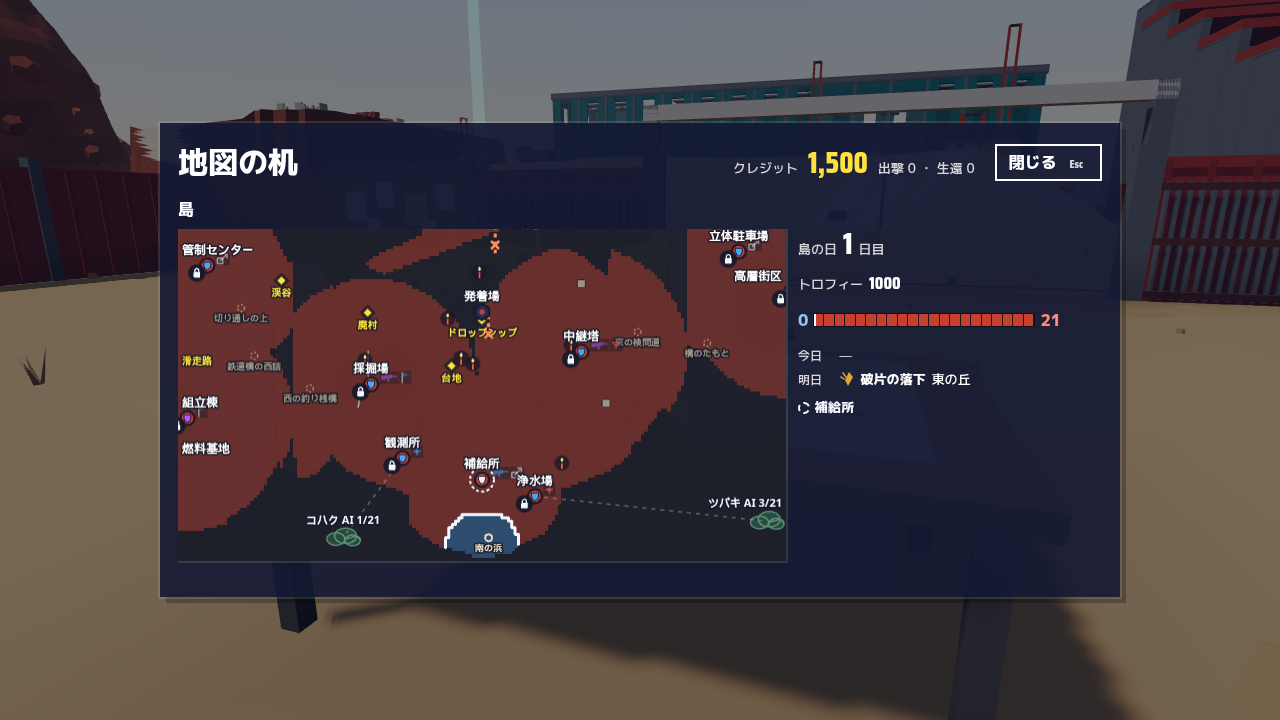 地図の机
クレジット 1,500 出撃 0 · 生還 0
閉じる Esc
島
管制センター
渓谷
切り通しの上
滑走路
鉄道橋の西詰
組立棟
燃料基地
廃村
採掘場
西の釣り桟橋
発着場
ドロップシップ
台地
中継塔
橋のたもと
立体駐車場
高層街区
観測所
補給所
浄水場
コハク AI 1/21
ツバキ AI 3/21
南の浜
島の日 1 日目
トロフィー 1000
0 21
今日 —
明日 破片の落下 東の丘
補給所